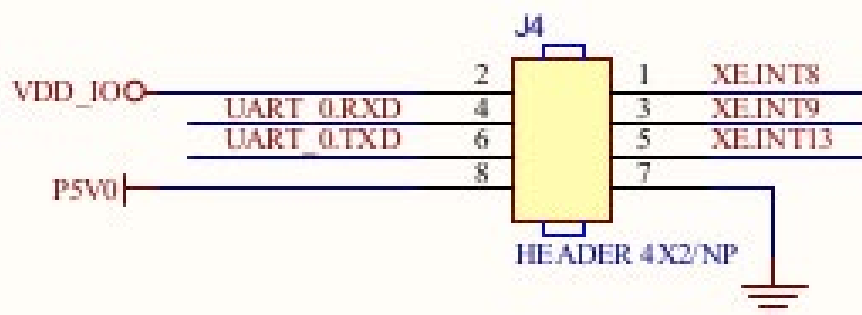 J4
VDD_IO 2 1 XE.INT8
UART_0.RXD 4 3 XE.INT9
UART_0.TXD 6 5 XE.INT13
P5V0 8 7
HEADER 4X2/NP